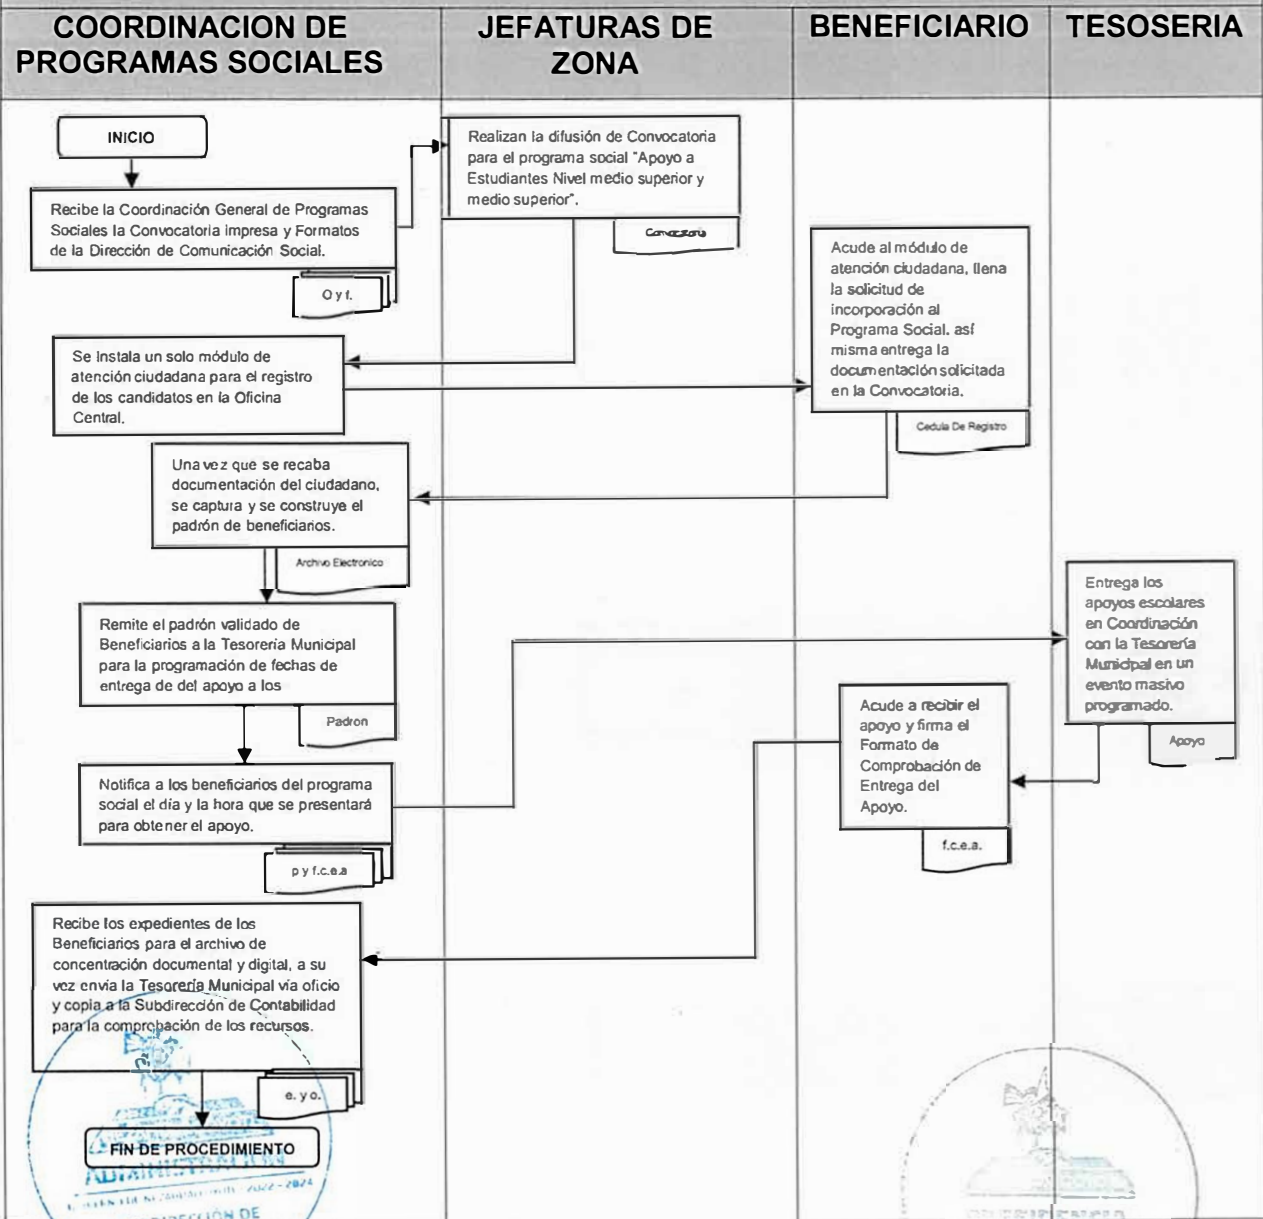 COORDINACION DE
PROGRAMAS SOCIALES
JEFATURAS DE
ZONA
BENEFICIARIO
TESOSERIA
INICIO
Recibe la Coordinación General de Programas
Sociales la Convocatoria impresa y Formatos
de la Dirección de Comunicación Social.
O y f.
Realizan la difusión de Convocatoria
para el programa social "Apoyo a
Estudiantes Nivel medio superior y
medio superior".
Convocatoria
Se instala un solo módulo de
atención ciudadana para el registro
de los candidatos en la Oficina
Central.
Acude al módulo de
atención ciudadana, llena
la solicitud de
incorporación al
Programa Social. así
misma entrega la
documentación solicitada
en la Convocatoria.
Cedula De Registro
Una vez que se recaba
documentación del ciudadano,
se captura y se construye el
padrón de beneficiarios.
Archivo Electronico
Remite el padrón validado de
Beneficiarios a la Tesorería Municipal
para la programación de fechas de
entrega de del apoyo a los
Padron
Notifica a los beneficiarios del programa
social el día y la hora que se presentará
para obtener el apoyo.
p y f.c.e.a
Entrega los
apoyos escolares
en Coordinación
con la Tesorería
Municipal en un
evento masivo
programado.
Apoyo
Acude a recibir el
apoyo y firma el
Formato de
Comprobación de
Entrega del
Apoyo.
f.c.e.a.
Recibe los expedientes de los
Beneficiarios para el archivo de
concentración documental y digital, a su
vez envía la Tesorería Municipal vía oficio
y copia a la Subdirección de Contabilidad
para la comprobación de los recursos.
e. y o.
FIN DE PROCEDIMIENTO
ADMINISTRACION
2022 - 2024
DIRECCIÓN DE
PRESIDENCIA